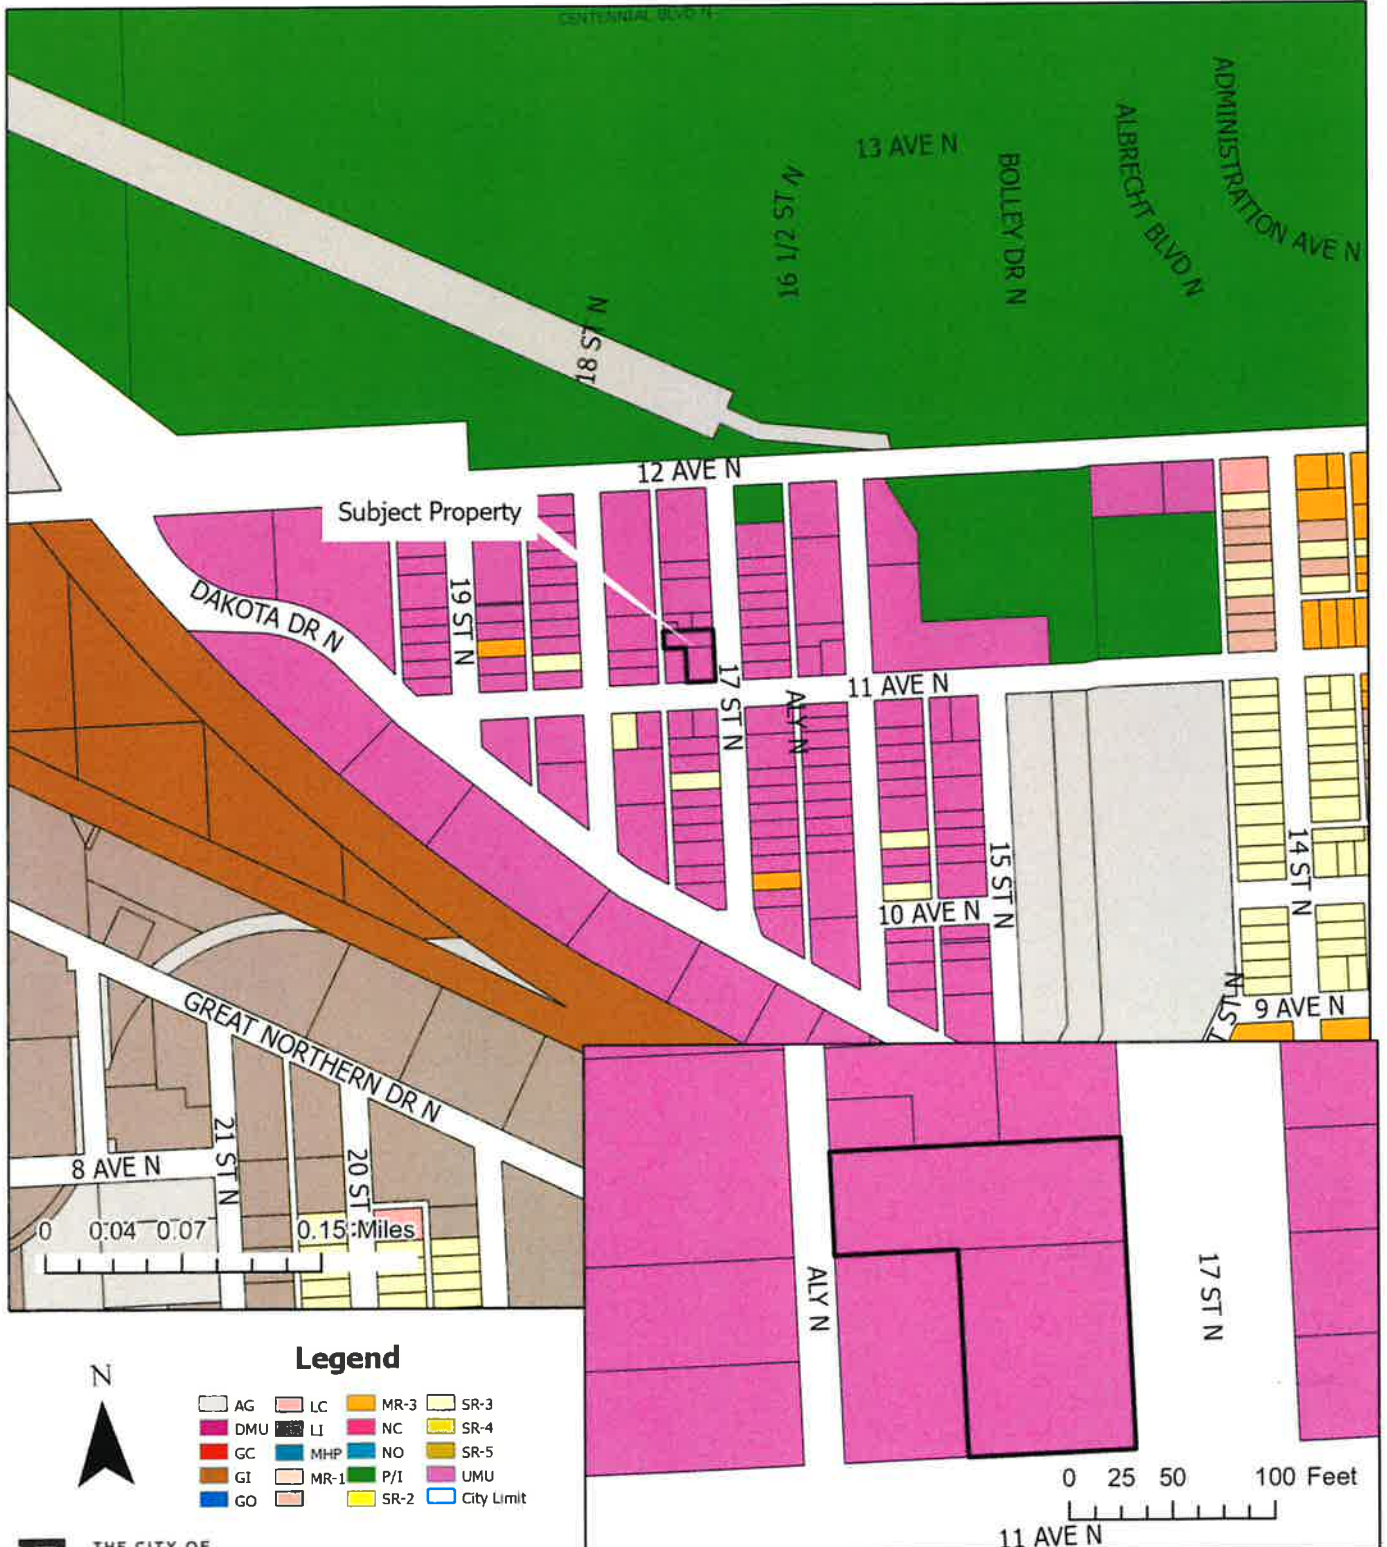 CENTENNIAL BLVD N
ADMINISTRATION AVE N
ALBRECHT BLVD N
13 AVE N
BOLLEY DR N
16 1/2 ST N
18 ST N
12 AVE N
Subject Property
19 ST N
DAKOTA DR N
17 ST N
11 AVE N
ALY N
15 ST N
14 ST N
10 AVE N
9 AVE N
GREAT NORTHERN DR N
21 ST N
20 ST
8 AVE N
0 0.04 0.07 0.15 Miles
ALY N
17 ST N
0 25 50 100 Feet
11 AVE N
N
Legend
AG LC MR-3 SR-3
DMU LI NC SR-4
GC MHP NO SR-5
GI MR-1 P/I UMU
GO SR-2 City Limit
THE CITY OF